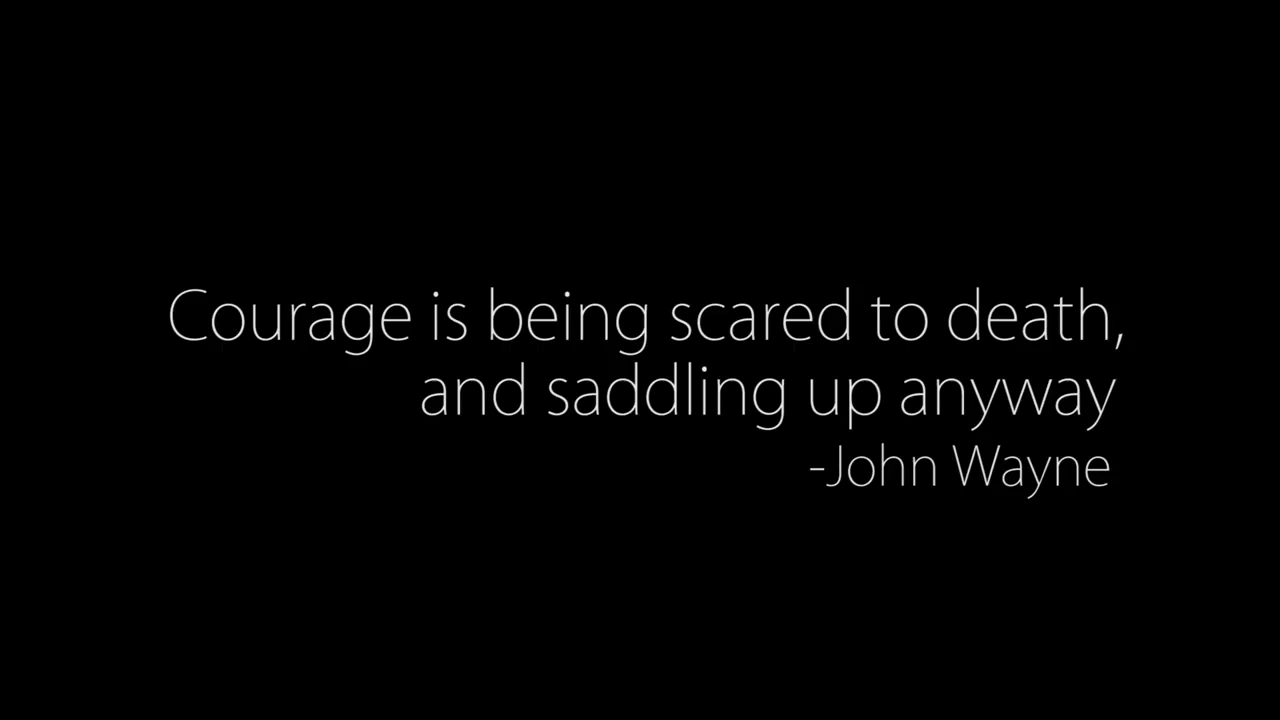 Courage is being scared to death,
and saddling up anyway
-John Wayne